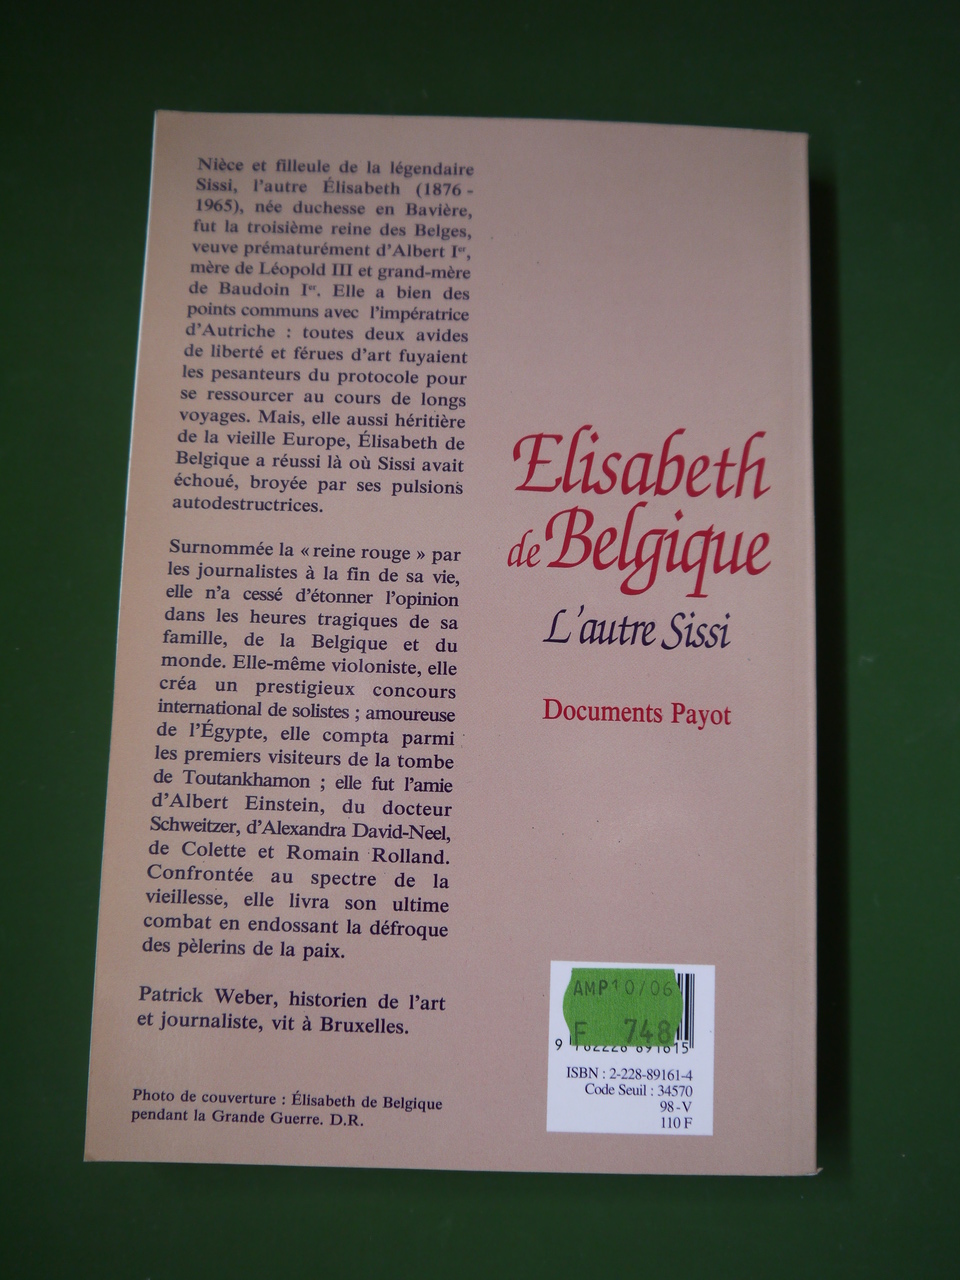 Nièce et filleule de la légendaire
Sissi, l'autre Élisabeth (1876 -
1965), née duchesse en Bavière,
fut la troisième reine des Belges,
veuve prématurément d'Albert Iᵉʳ,
mère de Léopold III et grand-mère
de Baudoin Iᵉʳ. Elle a bien des
points communs avec l'impératrice
d'Autriche : toutes deux avides
de liberté et férues d'art fuyaient
les pesanteurs du protocole pour
se ressourcer au cours de longs
voyages. Mais, elle aussi héritière
de la vieille Europe, Élisabeth de
Belgique a réussi là où Sissi avait
échoué, broyée par ses pulsions
autodestructrices.
Surnommée la « reine rouge » par
les journalistes à la fin de sa vie,
elle n'a cessé d'étonner l'opinion
dans les heures tragiques de sa
famille, de la Belgique et du
monde. Elle-même violoniste, elle
créa un prestigieux concours
international de solistes ; amoureuse
de l'Égypte, elle compta parmi
les premiers visiteurs de la tombe
de Toutankhamon ; elle fut l'amie
d'Albert Einstein, du docteur
Schweitzer, d'Alexandra David-Neel,
de Colette et Romain Rolland.
Confrontée au spectre de la
vieillesse, elle livra son ultime
combat en endossant la défroque
des pèlerins de la paix.
Patrick Weber, historien de l'art
et journaliste, vit à Bruxelles.
Photo de couverture : Élisabeth de Belgique
pendant la Grande Guerre. D.R.
Elisabeth
de Belgique
L'autre Sissi
Documents Payot
AMP 10/06
F 748
ISBN : 2-228-89161-4
Code Seuil : 34570
98-V
110 F